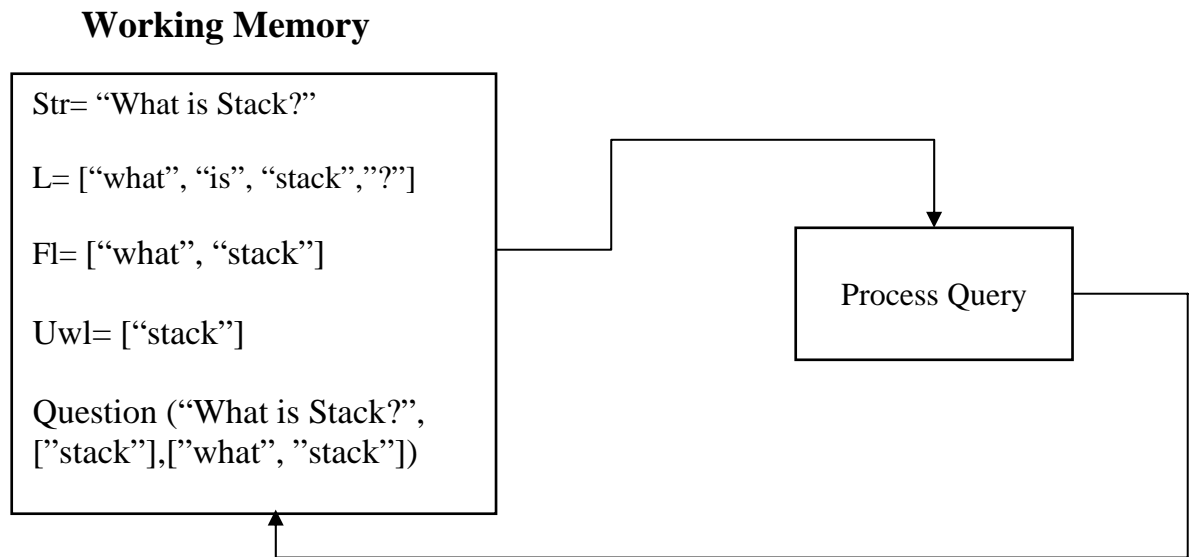 Working Memory
Str= “What is Stack?”
L= [“what”, “is”, “stack”,”?”]
Fl= [“what”, “stack”]
Uwl= [“stack”]
Question (“What is Stack?”,
[”stack”],[”what”, ”stack”])
Process Query